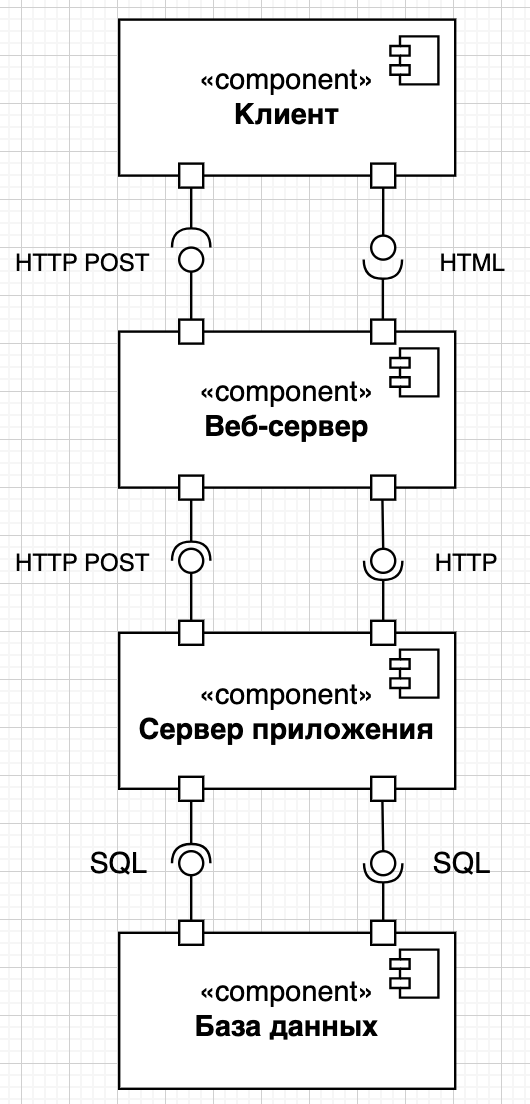 «component»
Клиент
HTTP POST
HTML
«component»
Веб-сервер
HTTP POST
HTTP
«component»
Сервер приложения
SQL
SQL
«component»
База данных